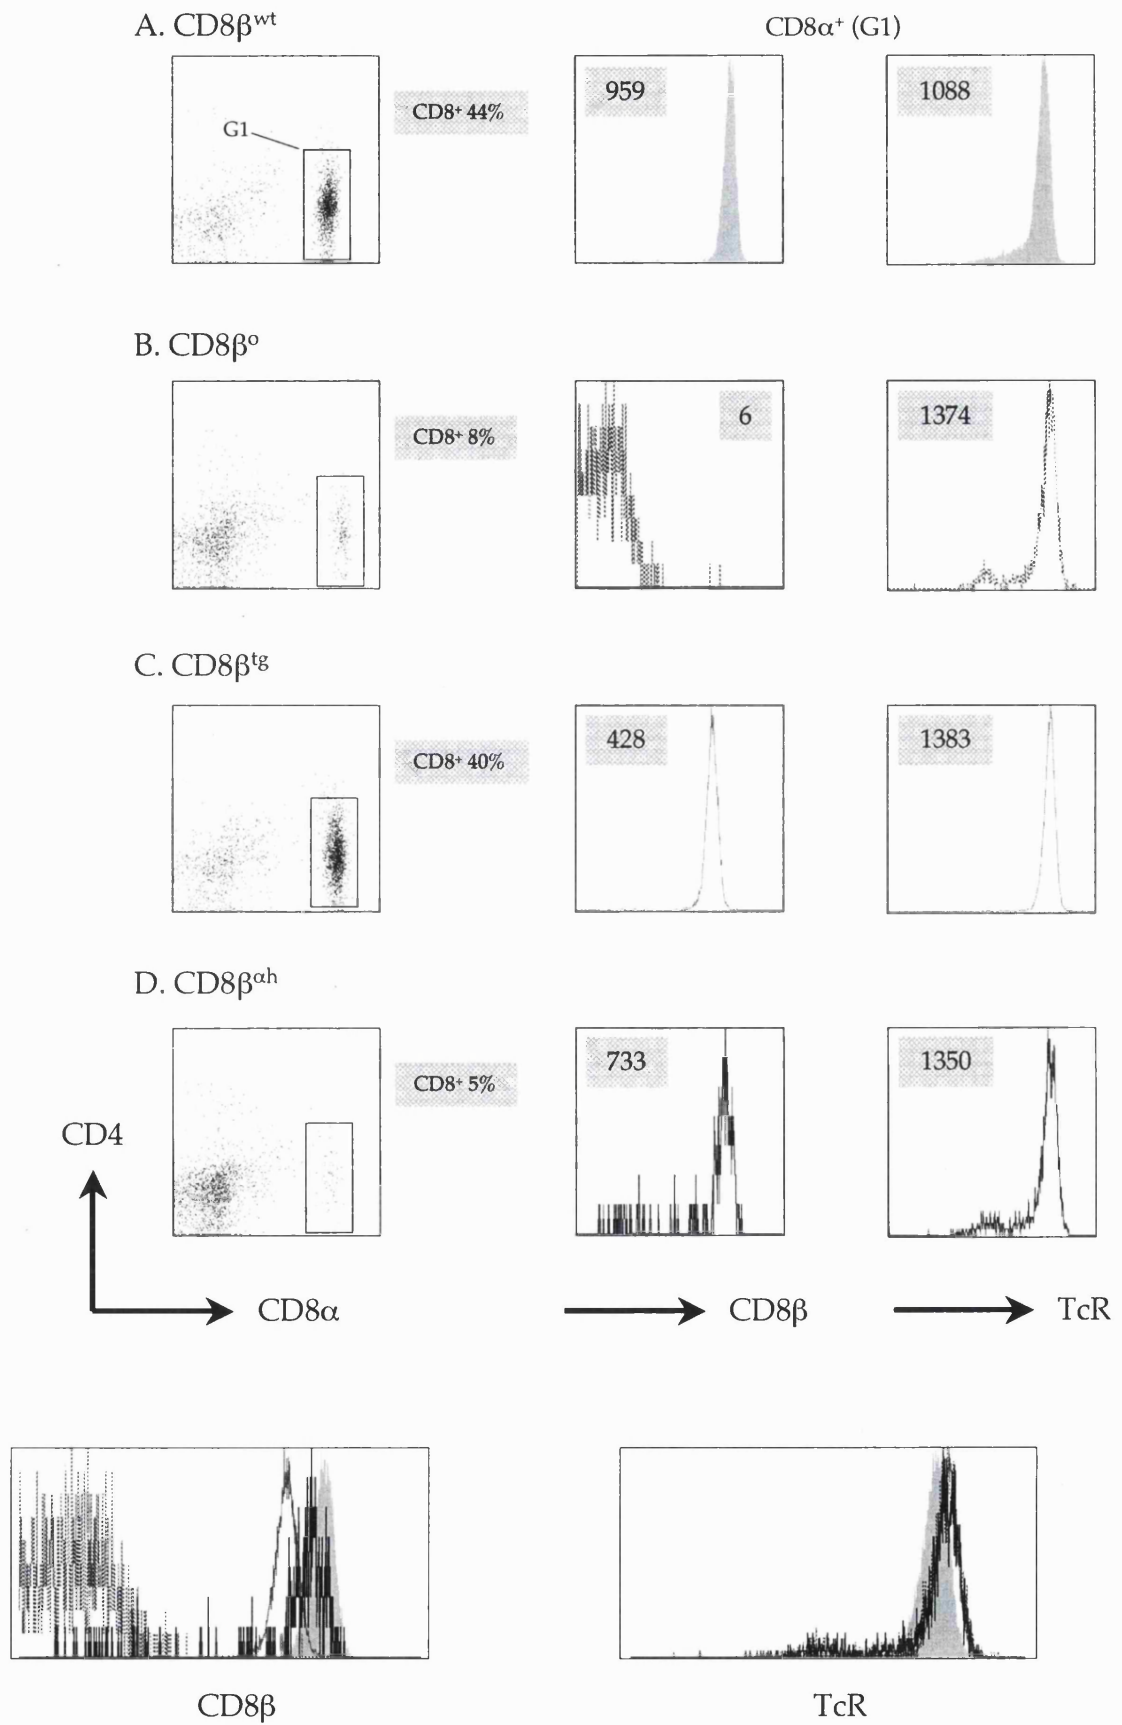 A. CD8βʷᵗ
CD8α⁺ (G1)
G1
CD8⁺ 44%
959
1088
B. CD8βᵒ
CD8⁺ 8%
6
1374
C. CD8βᵗᵍ
CD8⁺ 40%
428
1383
D. CD8βᵅʰ
CD8⁺ 5%
733
1350
CD4
CD8α
CD8β
TcR
CD8β
TcR